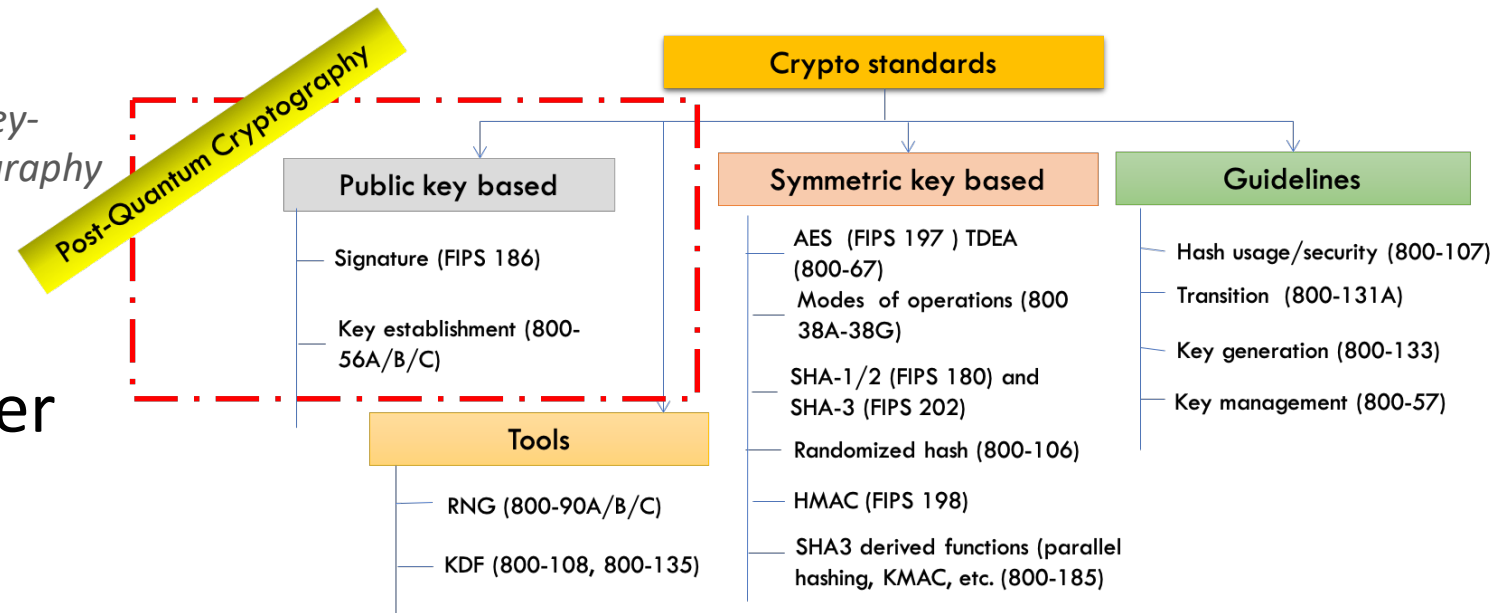 Crypto standards
Post-Quantum Cryptography
ey-
raphy
er
Public key based
Signature (FIPS 186)
Key establishment (800-
56A/B/C)
Tools
RNG (800-90A/B/C)
KDF (800-108, 800-135)
Symmetric key based
AES (FIPS 197 ) TDEA
(800-67)
Modes of operations (800
38A-38G)
SHA-1/2 (FIPS 180) and
SHA-3 (FIPS 202)
Randomized hash (800-106)
HMAC (FIPS 198)
SHA3 derived functions (parallel
hashing, KMAC, etc. (800-185)
Guidelines
Hash usage/security (800-107)
Transition (800-131A)
Key generation (800-133)
Key management (800-57)